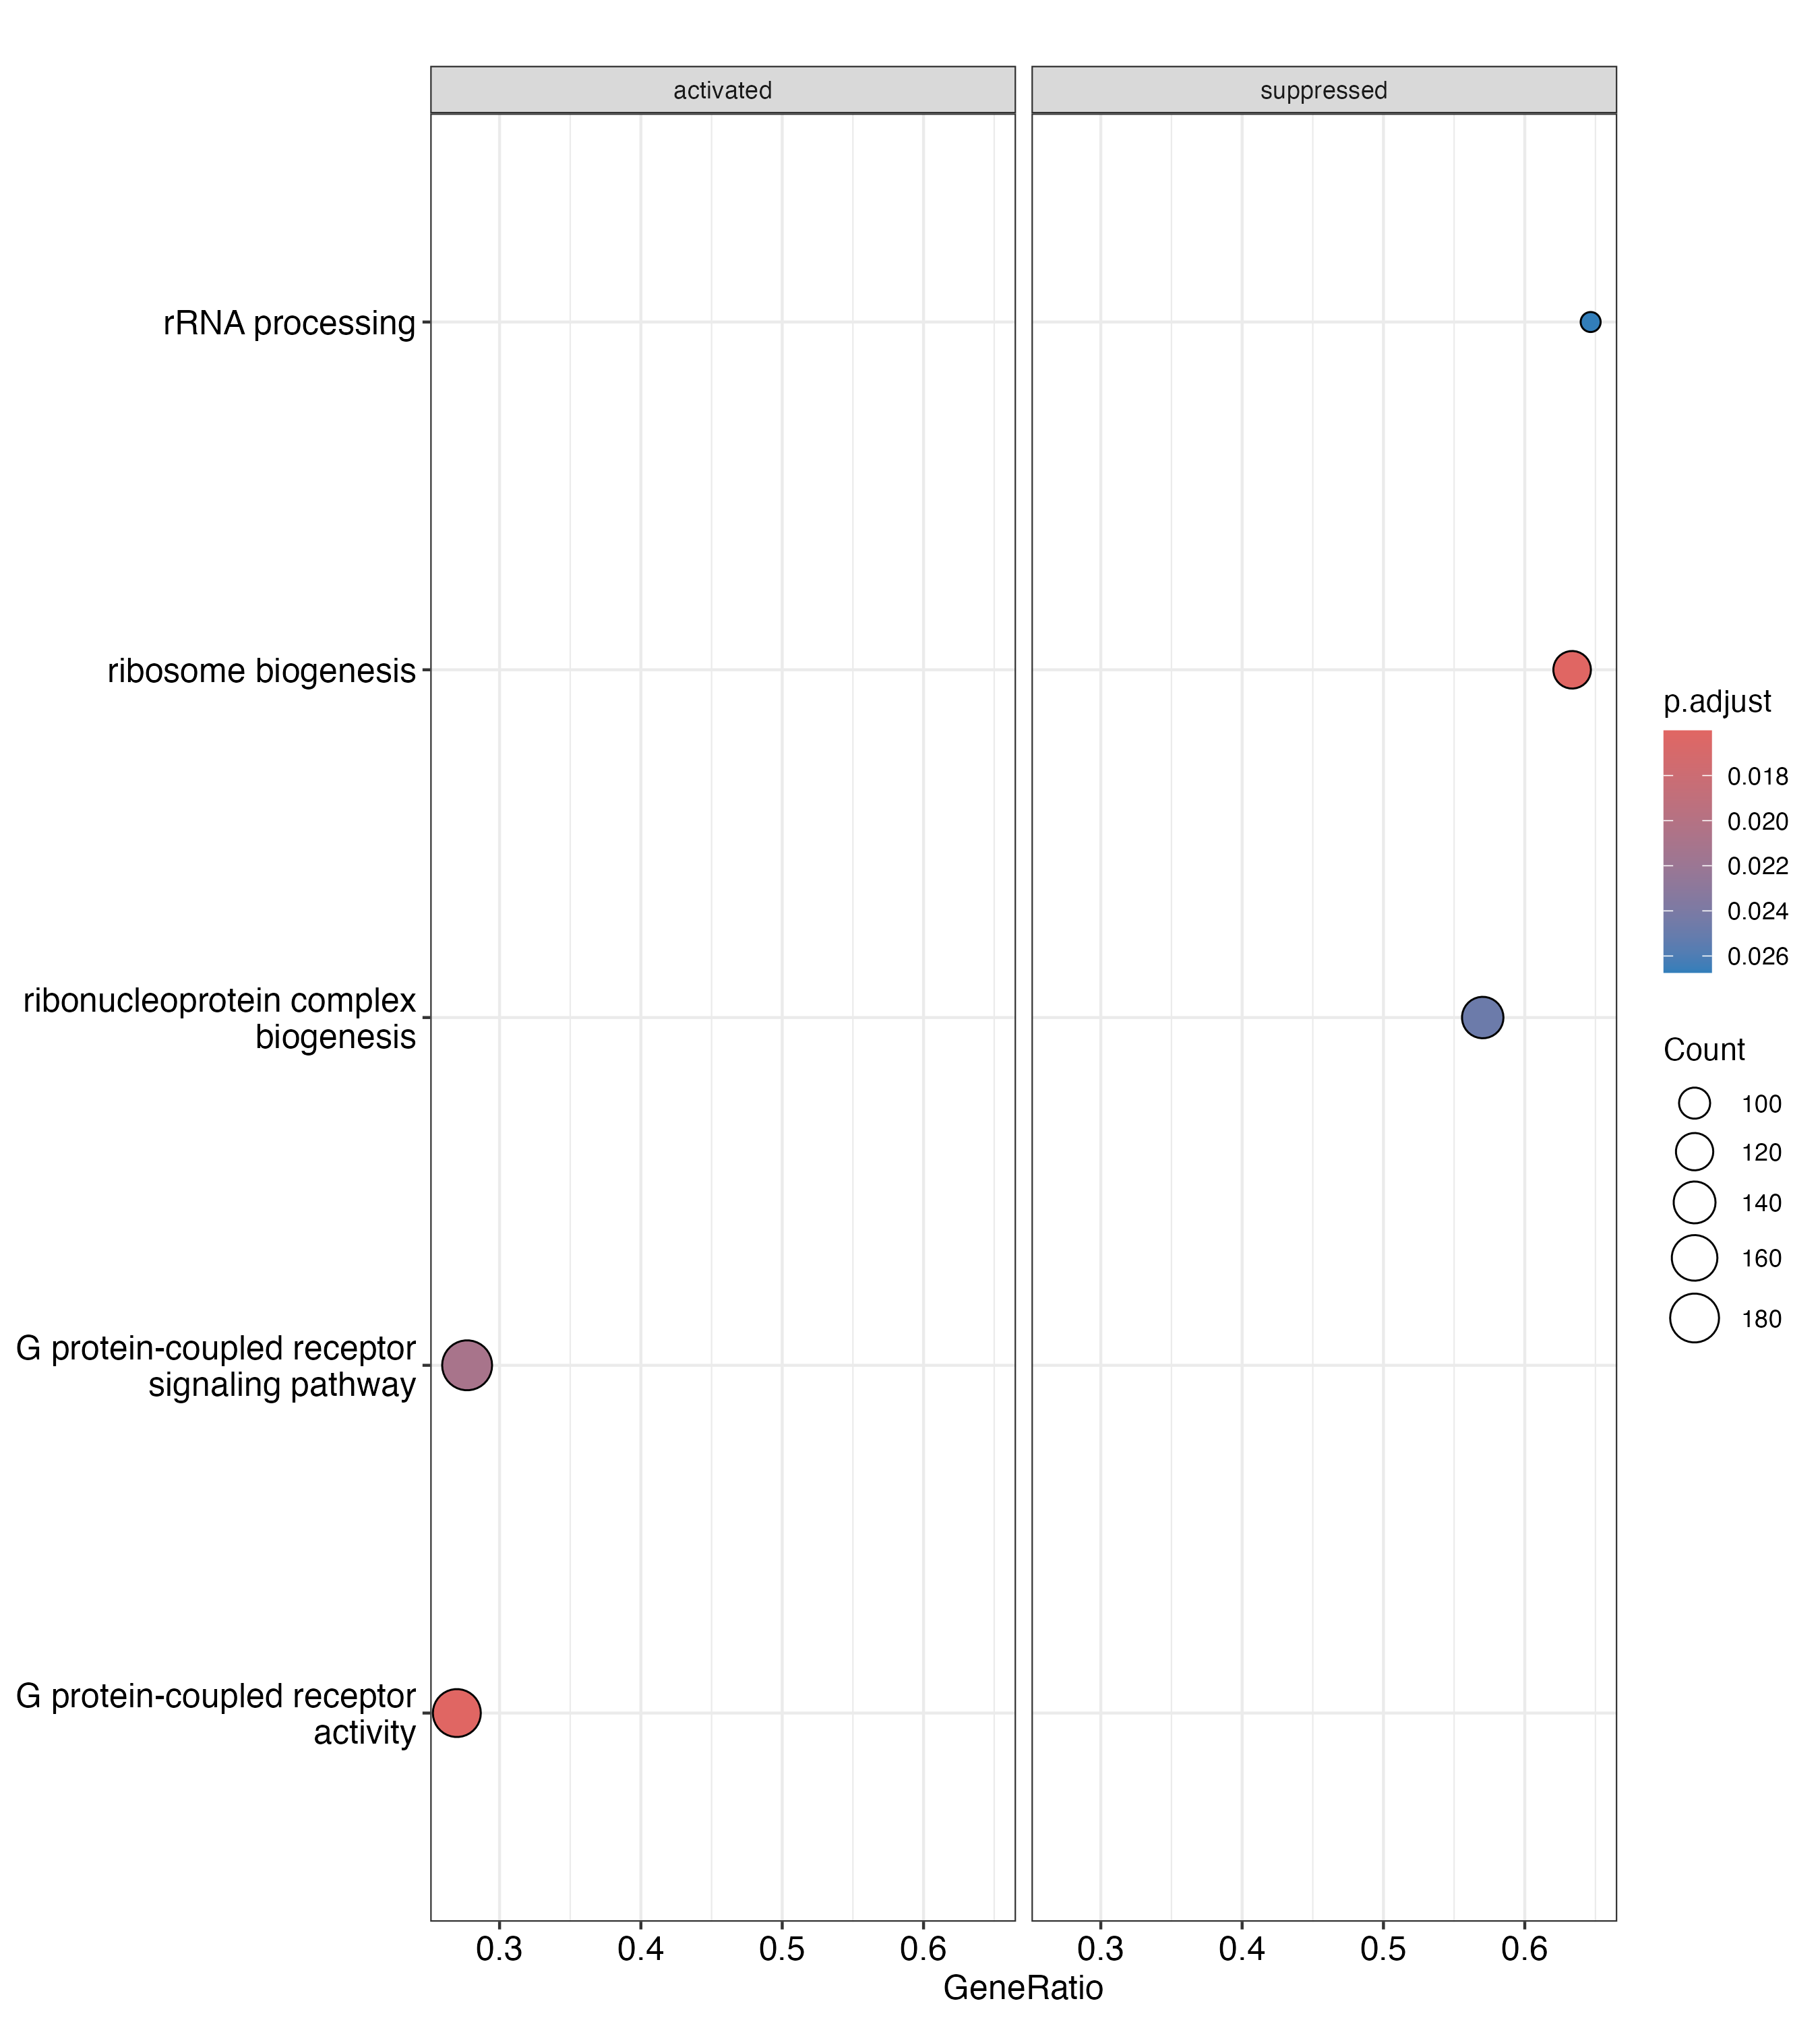 activated
suppressed
rRNA processing
ribosome biogenesis
ribonucleoprotein complex
biogenesis
G protein-coupled receptor
signaling pathway
G protein-coupled receptor
activity
0.3
0.4
0.5
0.6
0.3
0.4
0.5
0.6
GeneRatio
p.adjust
0.018
0.020
0.022
0.024
0.026
Count
100
120
140
160
180